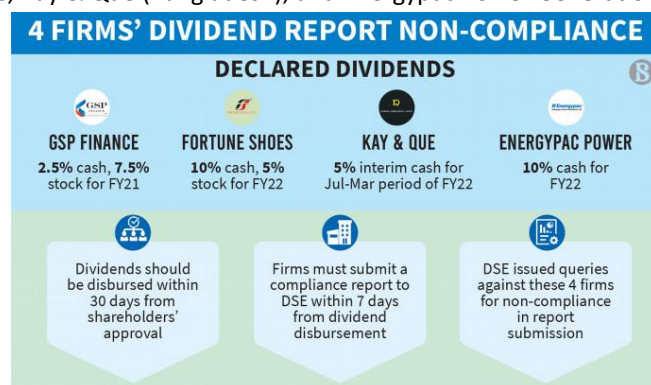 4 FIRMS' DIVIDEND REPORT NON-COMPLIANCE
DECLARED DIVIDENDS
GSP
GSP FINANCE
2.5% cash, 7.5%
stock for FY21
FORTUNE SHOES
10% cash, 5%
stock for FY22
KAY & QUE
5% interim cash for
Jul-Mar period of FY22
Energypac
ENERGYPAC POWER
10% cash for
FY22
Dividends should
be disbursed within
30 days from
shareholders'
approval
Firms must submit a
compliance report to
DSE within 7 days
from dividend
disbursement
DSE issued queries
against these 4 firms
for non-compliance
in report
submission